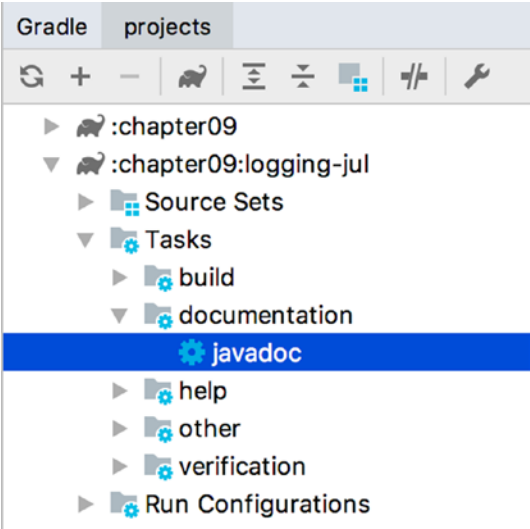 Gradle projects
:chapter09
:chapter09:logging-jul
Source Sets
Tasks
build
documentation
javadoc
help
other
verification
Run Configurations